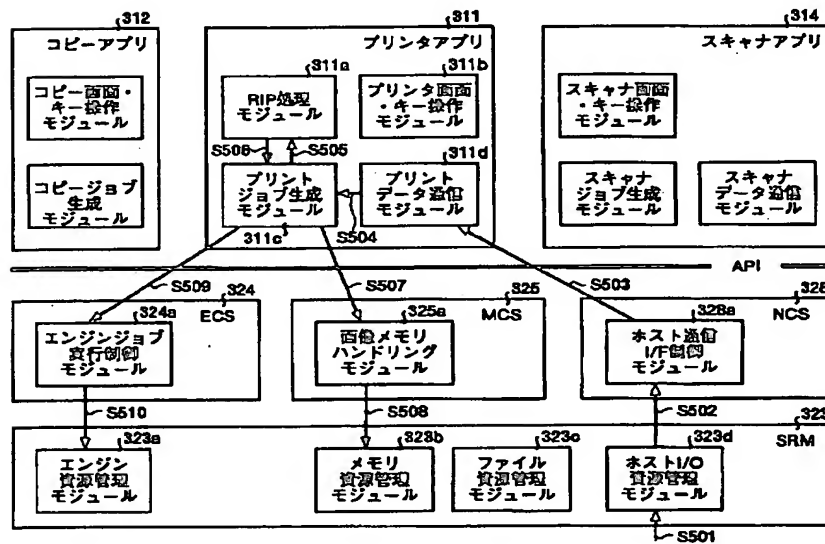 312
コピーアプリ
コピー画面・
キー操作
モジュール
コピージョブ
生成
モジュール
311
プリンタアプリ
311a
RIP処理
モジュール
311b
プリンタ画面
・キー操作
モジュール
S506
S505
311d
プリント
ジョブ生成
モジュール
プリント
データ通信
モジュール
311c
S504
314
スキャナアプリ
スキャナ画面
・キー操作
モジュール
スキャナ
ジョブ生成
モジュール
スキャナ
データ通信
モジュール
API
S509
S507
S503
324
ECS
324a
エンジンジョブ
実行制御
モジュール
325
MCS
325a
画像メモリ
ハンドリング
モジュール
328
NCS
328a
ホスト通信
I/F制御
モジュール
S510
S508
S502
323
SRM
323a
エンジン
資源管理
モジュール
323b
メモリ
資源管理
モジュール
323c
ファイル
資源管理
モジュール
323d
ホストI/O
資源管理
モジュール
S501